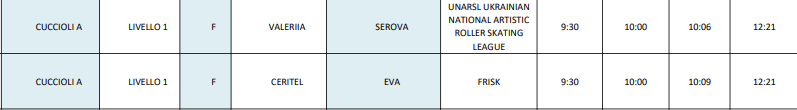 CUCCIOLI A LIVELLO 1 F VALERIIA SEROVA UNARSL UKRAINIAN NATIONAL ARTISTIC ROLLER SKATING LEAGUE 9:30 10:00 10:06 12:21
CUCCIOLI A LIVELLO 1 F CERITEL EVA FRISK 9:30 10:00 10:09 12:21